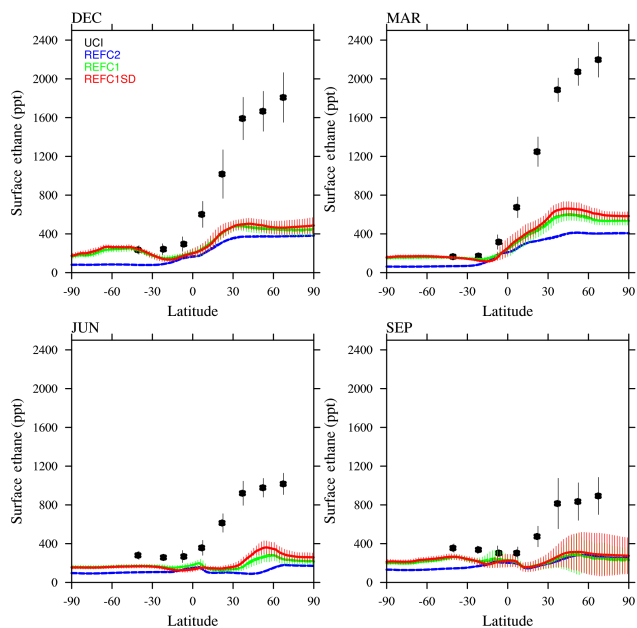 DEC
MAR
2400
2000
1600
1200
800
400
0
Surface ethane (ppt)
UCI
REFC2
REFC1
REFC1SD
-90 -60 -30 0 30 60 90
Latitude
2400
2000
1600
1200
800
400
0
Surface ethane (ppt)
-90 -60 -30 0 30 60 90
Latitude
JUN
SEP
2400
2000
1600
1200
800
400
0
Surface ethane (ppt)
-90 -60 -30 0 30 60 90
Latitude
2400
2000
1600
1200
800
400
0
Surface ethane (ppt)
-90 -60 -30 0 30 60 90
Latitude